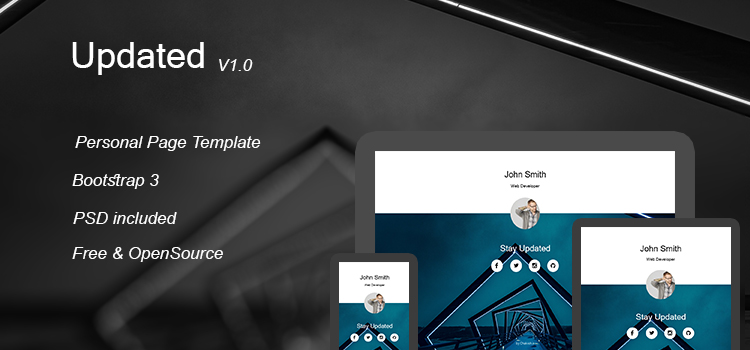 Updated V1.0
Personal Page Template
Bootstrap 3
PSD included
Free & OpenSource
John Smith
Web Developer
Stay Updated
John Smith
Web Developer
Stay Updated
John Smith
Web Developer
Stay Updated